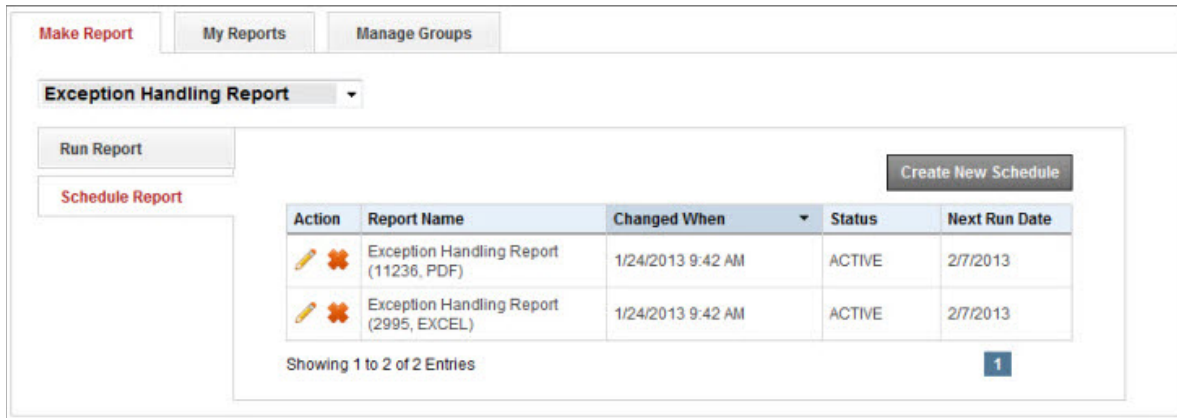 Make Report My Reports Manage Groups
Exception Handling Report
Run Report
Schedule Report
Create New Schedule
Action Report Name Changed When Status Next Run Date
Exception Handling Report
(11236, PDF) 1/24/2013 9:42 AM ACTIVE 2/7/2013
Exception Handling Report
(2995, EXCEL) 1/24/2013 9:42 AM ACTIVE 2/7/2013
Showing 1 to 2 of 2 Entries 1